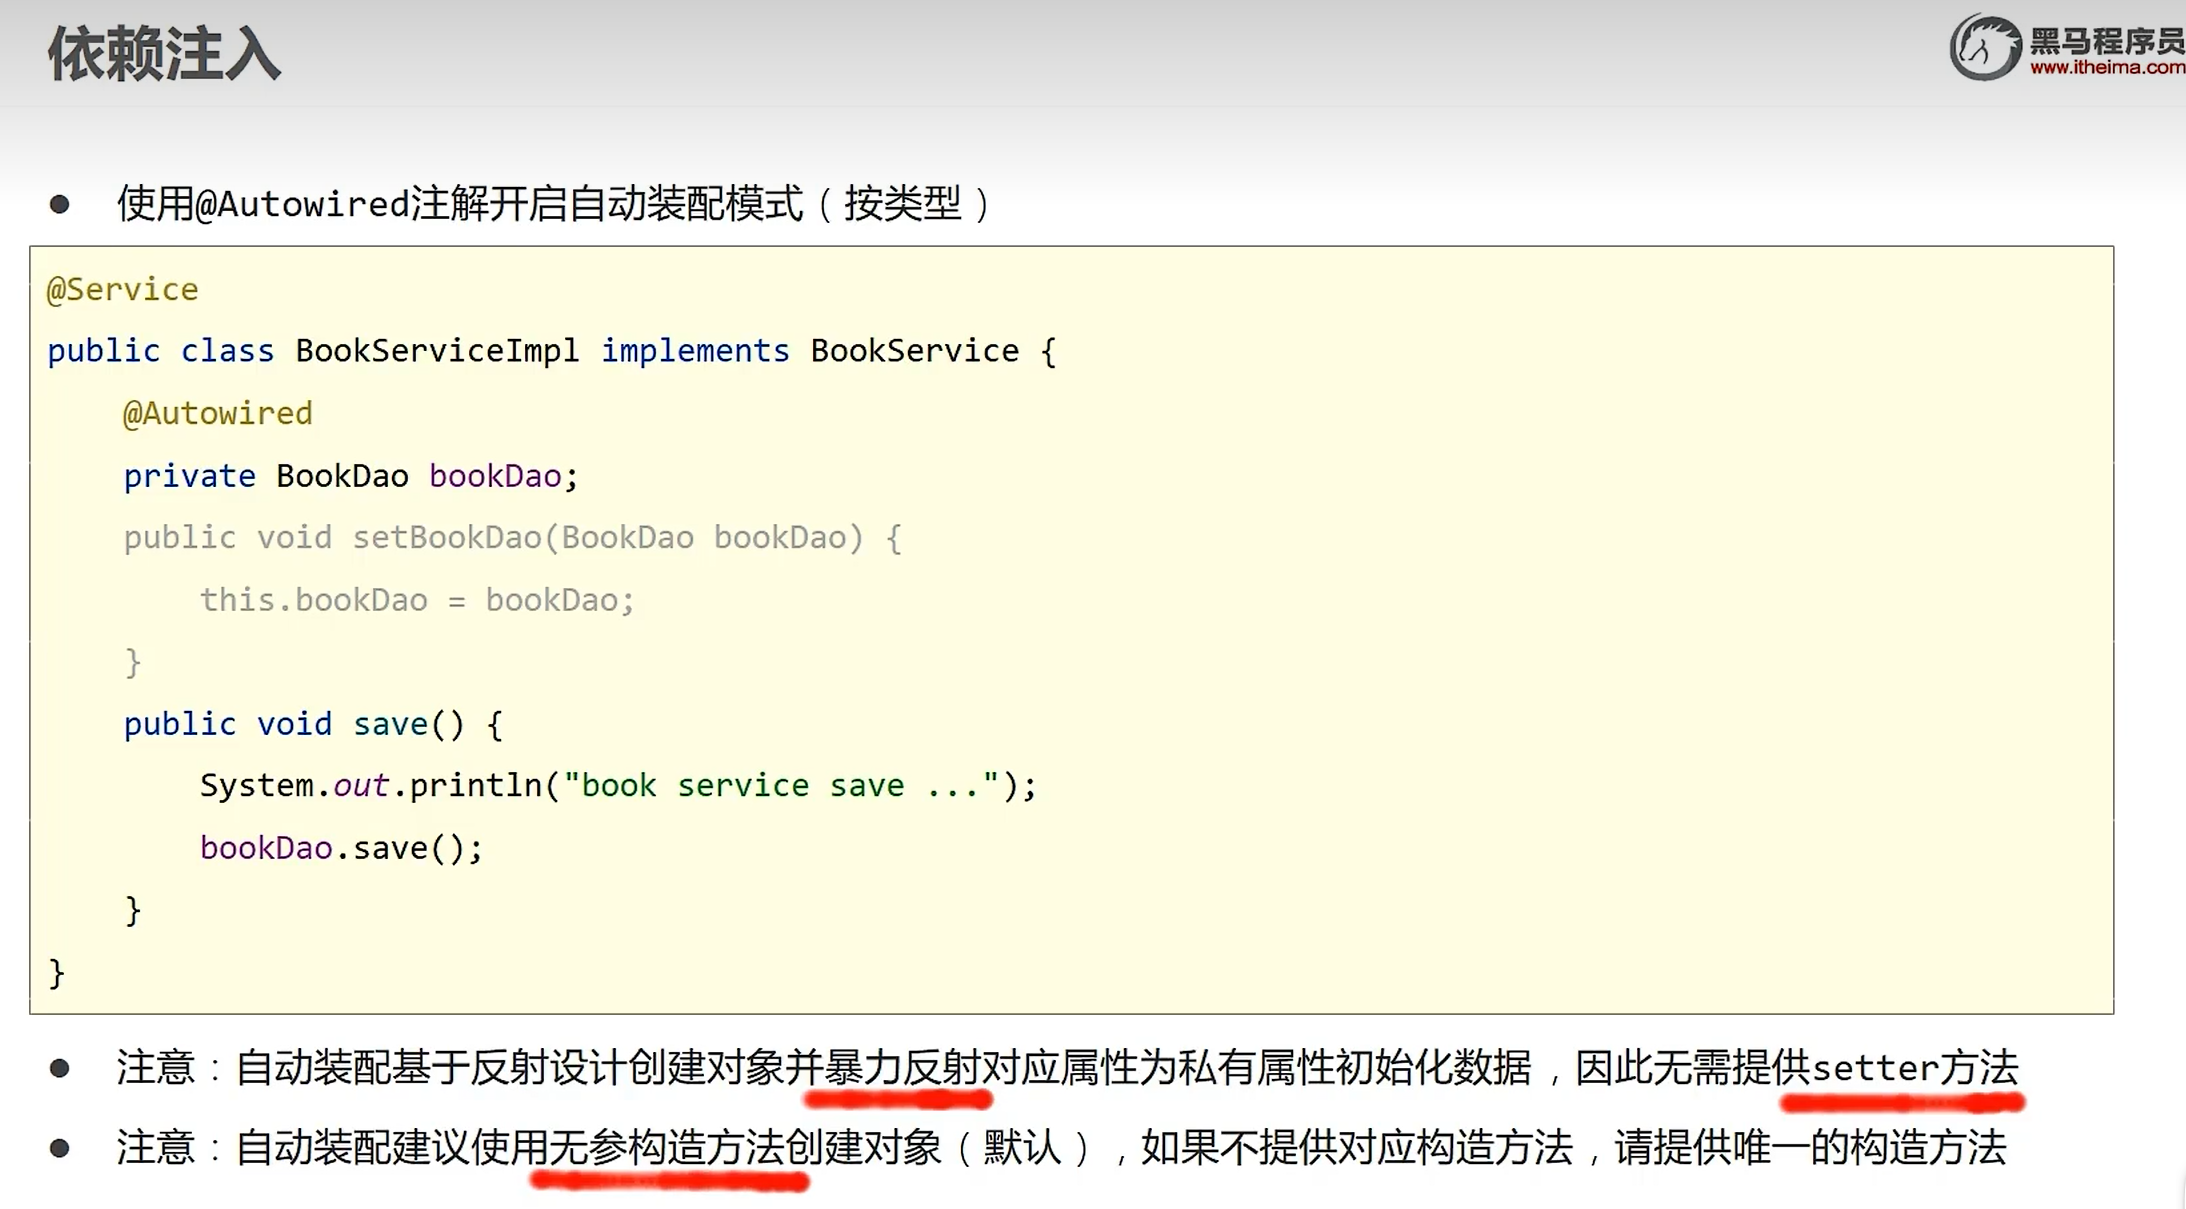 依赖注入
黑马程序员
www.itheima.com
● 使用@Autowired注解开启自动装配模式（按类型）
@Service
public class BookServiceImpl implements BookService {
@Autowired
private BookDao bookDao;
public void setBookDao(BookDao bookDao) {
this.bookDao = bookDao;
}
public void save() {
System.out.println("book service save ...");
bookDao.save();
}
}
● 注意：自动装配基于反射设计创建对象并暴力反射对应属性为私有属性初始化数据，因此无需提供setter方法
● 注意：自动装配建议使用无参构造方法创建对象（默认），如果不提供对应构造方法，请提供唯一的构造方法